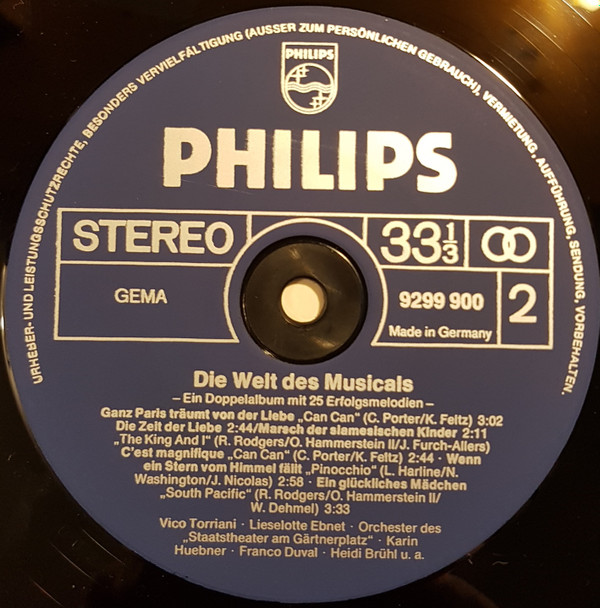 URHEBER- UND LEISTUNGSSCHUTZRECHTE, BESONDERS VERVIELFÄLTIGUNG (AUSSER ZUM PERSÖNLICHEN GEBRAUCH), VERMIETUNG, AUFFÜHRUNG, SENDUNG, VORBEHALTEN.
PHILIPS
PHILIPS
STEREO
33 1/3
GEMA
9299 900
2
Made in Germany
Die Welt des Musicals
– Ein Doppelalbum mit 25 Erfolgsmelodien –
Ganz Paris träumt von der Liebe „Can Can“ (C. Porter/K. Feltz) 3:02
Die Zeit der Liebe 2:44/Marsch der siamesischen Kinder 2:11
„The King And I“ (R. Rodgers/O. Hammerstein II/J. Furch-Allers)
C'est magnifique „Can Can“ (C. Porter/K. Feltz) 2:44 · Wenn
ein Stern vom Himmel fällt „Pinocchio“ (L. Harline/N.
Washington/J. Nicolas) 2:58 · Ein glückliches Mädchen
„South Pacific“ (R. Rodgers/O. Hammerstein II/
W. Dehmel) 3:33
Vico Torriani · Lieselotte Ebnet · Orchester des
„Staatstheater am Gärtnerplatz“ · Karin
Huebner · Franco Duval · Heidi Brühl u. a.